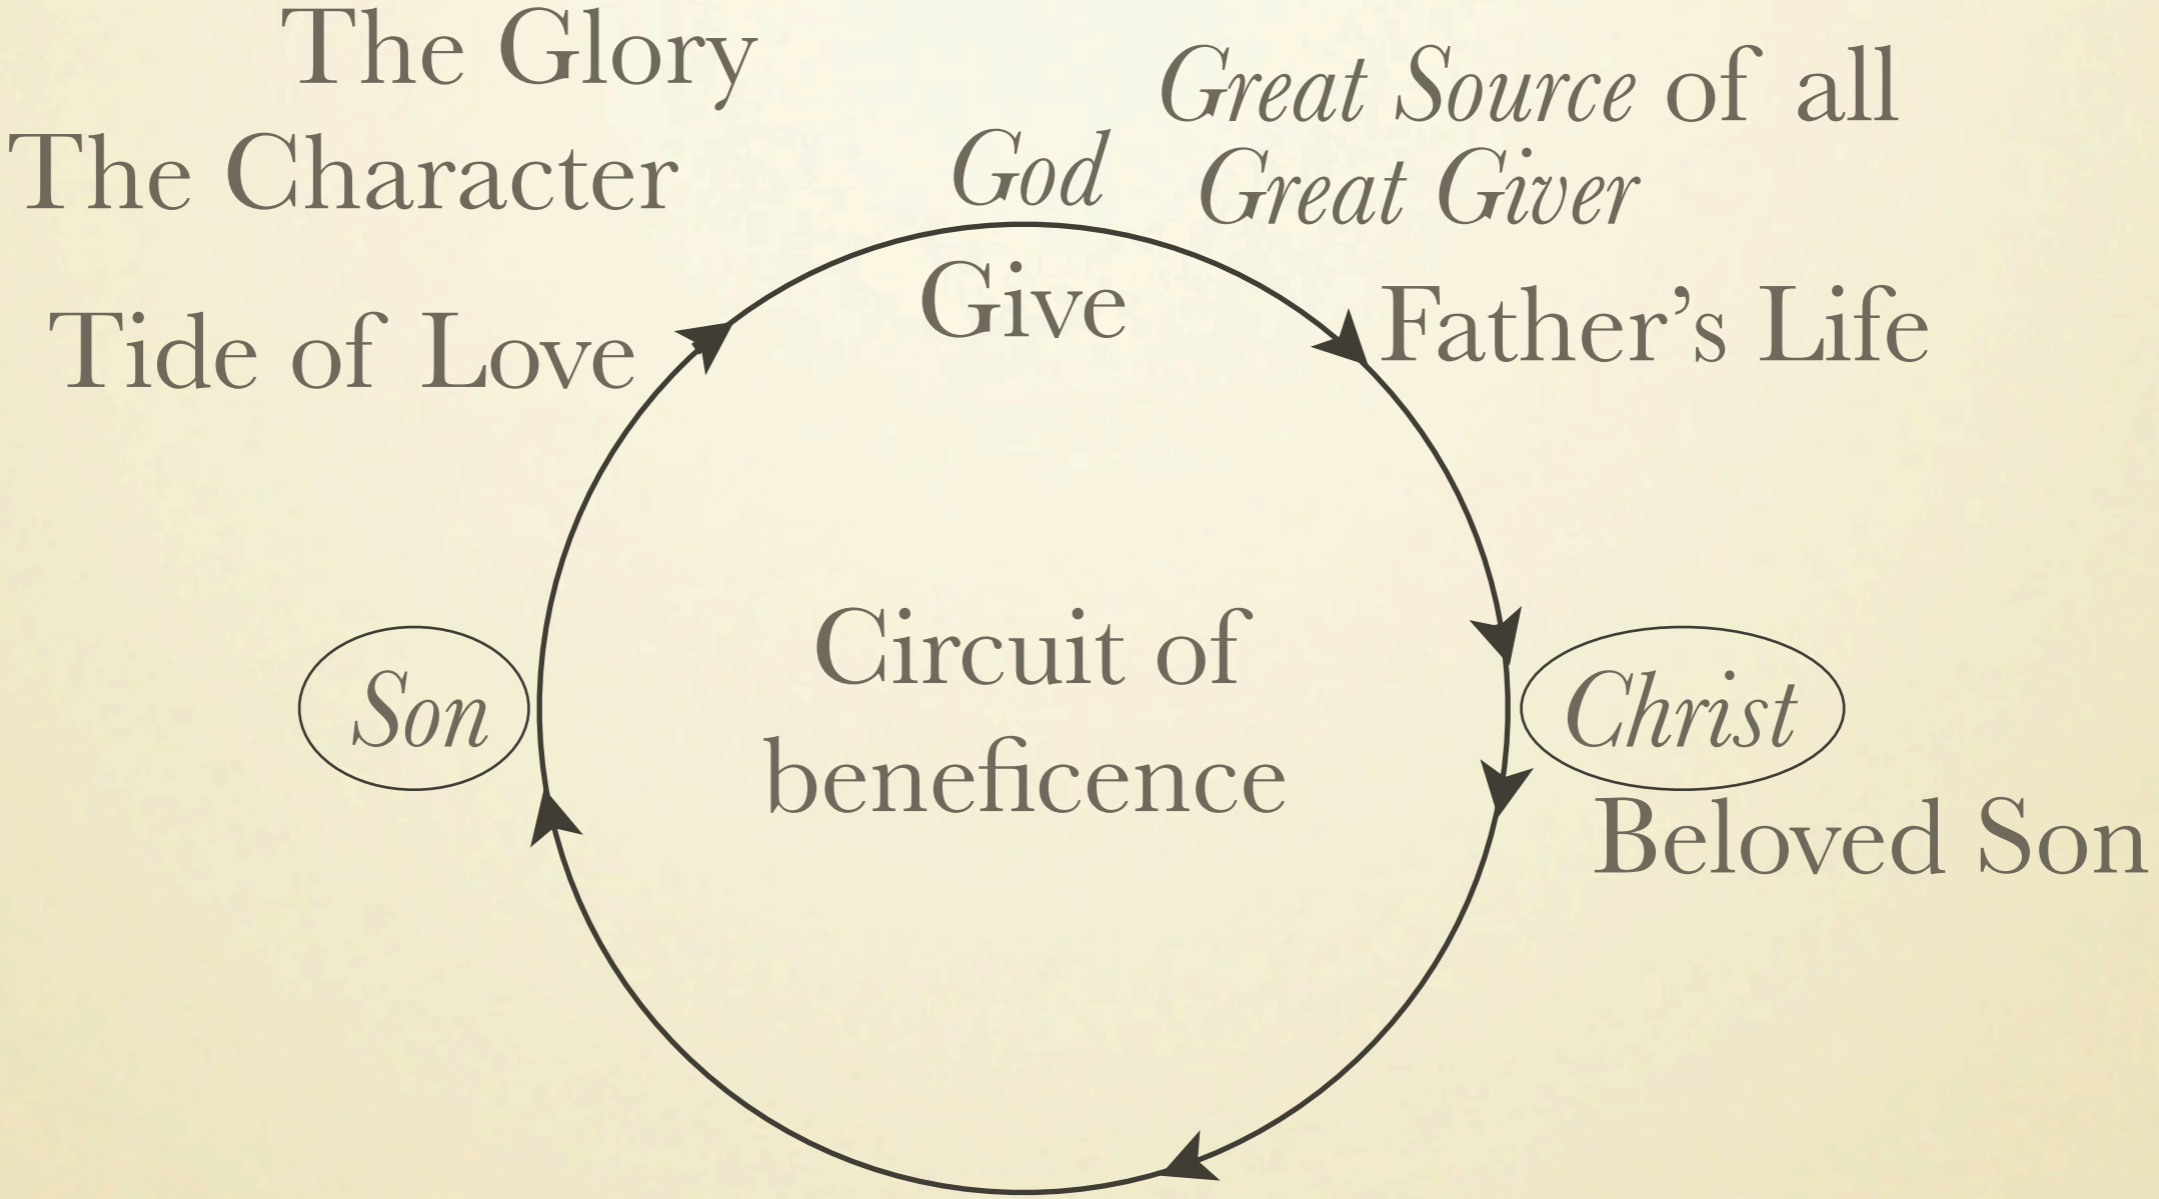 The Glory
Great Source of all
The Character
God
Great Giver
Give
Tide of Love
Father’s Life
Circuit of
beneficence
Son
Christ
Beloved Son